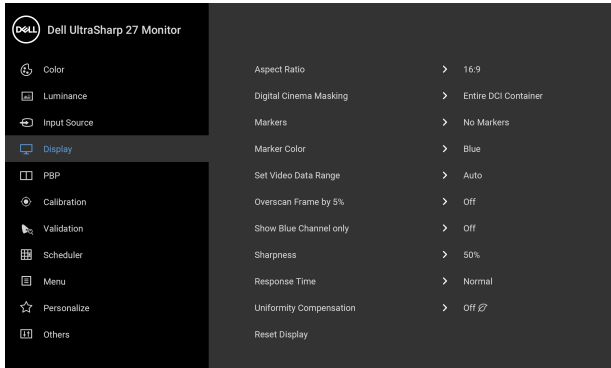 DELL Dell UltraSharp 27 Monitor
Color
Luminance
Input Source
Display
PBP
Calibration
Validation
Scheduler
Menu
Personalize
Others
Aspect Ratio > 16:9
Digital Cinema Masking > Entire DCI Container
Markers > No Markers
Marker Color > Blue
Set Video Data Range > Auto
Overscan Frame by 5% > Off
Show Blue Channel only > Off
Sharpness > 50%
Response Time > Normal
Uniformity Compensation > Off
Reset Display